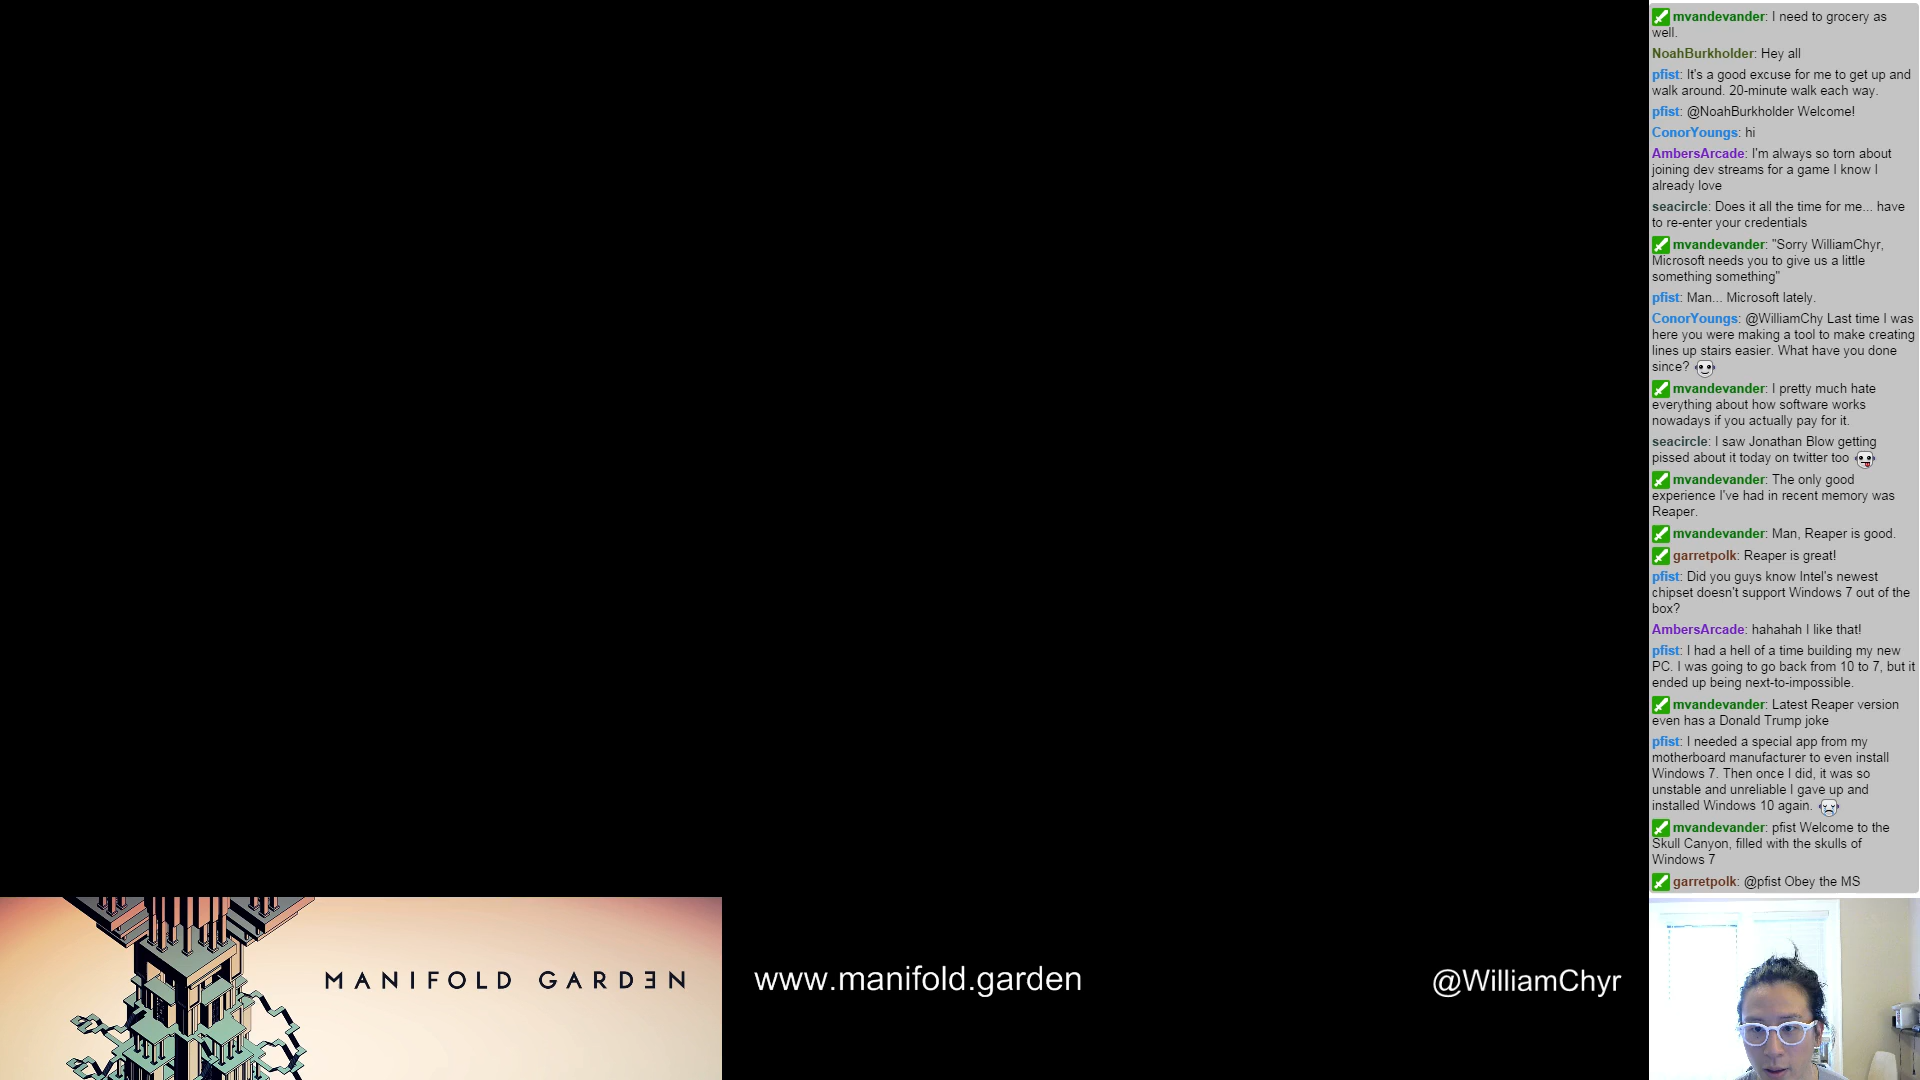 mvandevander: I need to grocery as
well.
NoahBurkholder: Hey all
pfist: It's a good excuse for me to get up and
walk around. 20-minute walk each way.
pfist: @NoahBurkholder Welcome!
ConorYoungs: hi
AmbersArcade: I'm always so torn about
joining dev streams for a game I know I
already love
seacircle: Does it all the time for me... have
to re-enter your credentials
mvandevander: "Sorry WilliamChyr,
Microsoft needs you to give us a little
something something"
pfist: Man... Microsoft lately.
ConorYoungs: @WilliamChy Last time I was
here you were making a tool to make creating
lines up stairs easier. What have you done
since?
mvandevander: I pretty much hate
everything about how software works
nowadays if you actually pay for it.
seacircle: I saw Jonathan Blow getting
pissed about it today on twitter too
mvandevander: The only good
experience I've had in recent memory was
Reaper.
mvandevander: Man, Reaper is good.
garretpolk: Reaper is great!
pfist: Did you guys know Intel's newest
chipset doesn't support Windows 7 out of the
box?
AmbersArcade: hahahah I like that!
pfist: I had a hell of a time building my new
PC. I was going to go back from 10 to 7, but it
ended up being next-to-impossible.
mvandevander: Latest Reaper version
even has a Donald Trump joke
pfist: I needed a special app from my
motherboard manufacturer to even install
Windows 7. Then once I did, it was so
unstable and unreliable I gave up and
installed Windows 10 again.
mvandevander: pfist Welcome to the
Skull Canyon, filled with the skulls of
Windows 7
garretpolk: @pfist Obey the MS
MANIFOLD GARDƎN
www.manifold.garden
@WilliamChyr